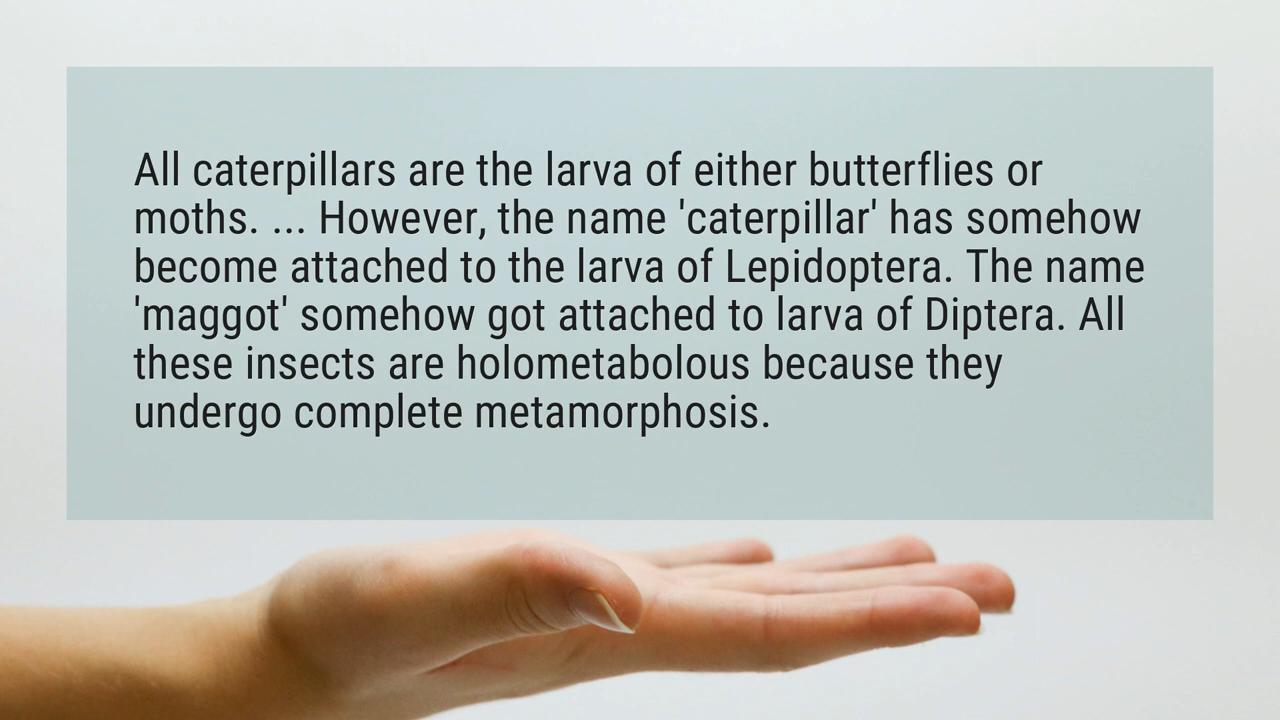 All caterpillars are the larva of either butterflies or
moths. ... However, the name 'caterpillar' has somehow
become attached to the larva of Lepidoptera. The name
'maggot' somehow got attached to larva of Diptera. All
these insects are holometabolous because they
undergo complete metamorphosis.